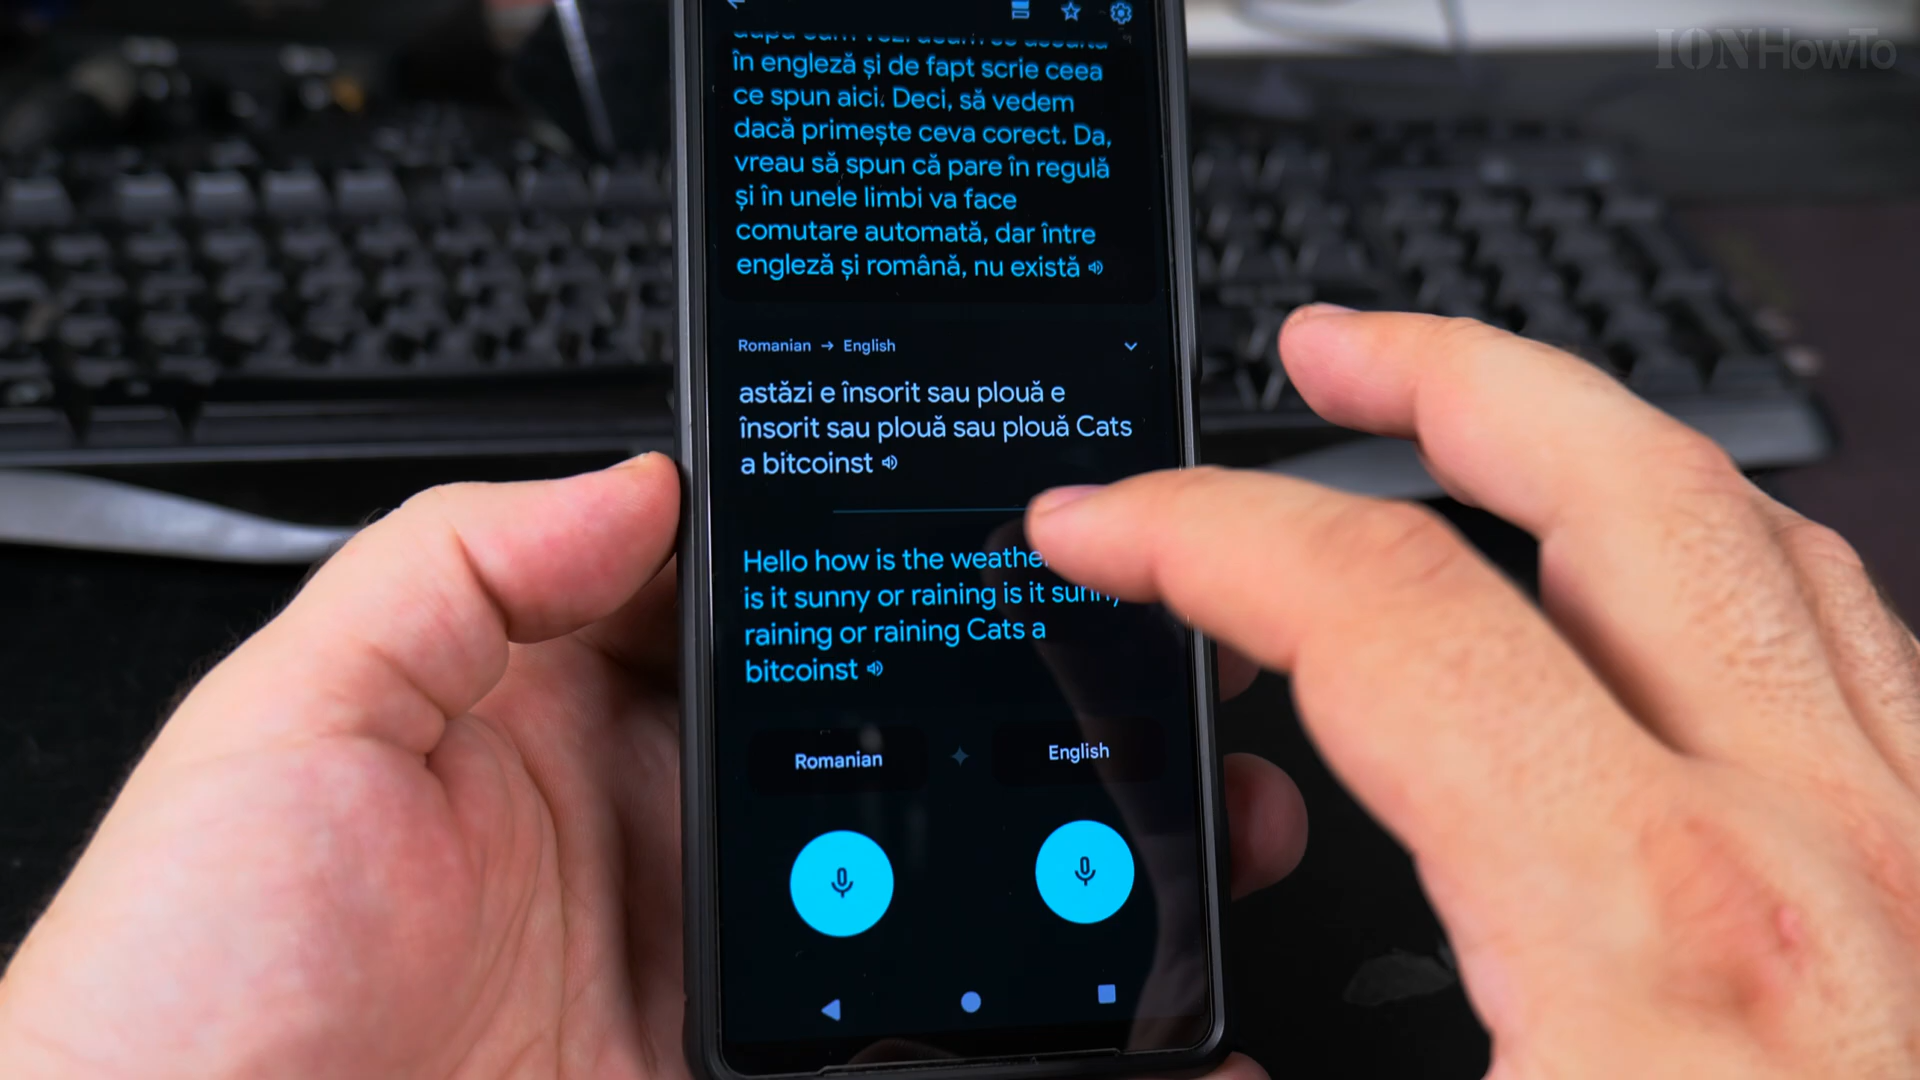 IONHowTo
în engleză și de fapt scrie ceea
ce spun aici. Deci, să vedem
dacă primește ceva corect. Da,
vreau să spun că pare în regulă
și în unele limbi va face
comutare automată, dar între
engleză și română, nu există
Romanian → English
astăzi e însorit sau plouă e
însorit sau plouă sau plouă Cats
a bitcoinst
Hello how is the weathe
is it sunny or raining is it sunny
raining or raining Cats a
bitcoinst
Romanian
English